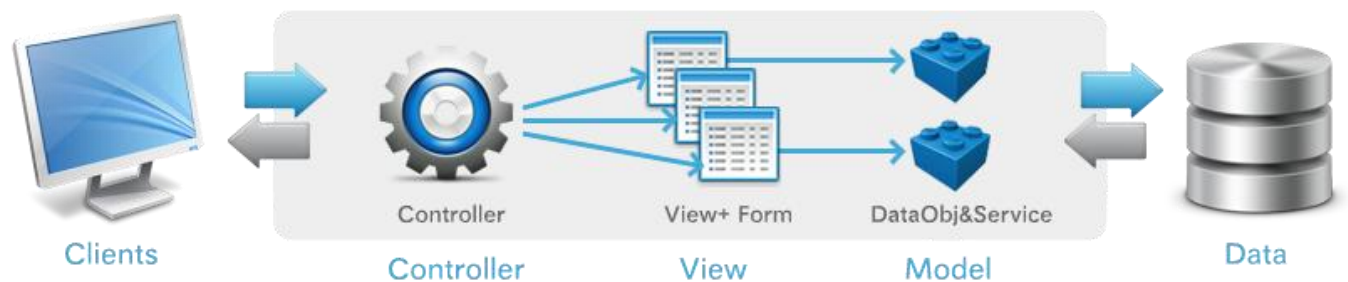 Controller
View+ Form
DataObj&Service
Clients
Controller
View
Model
Data